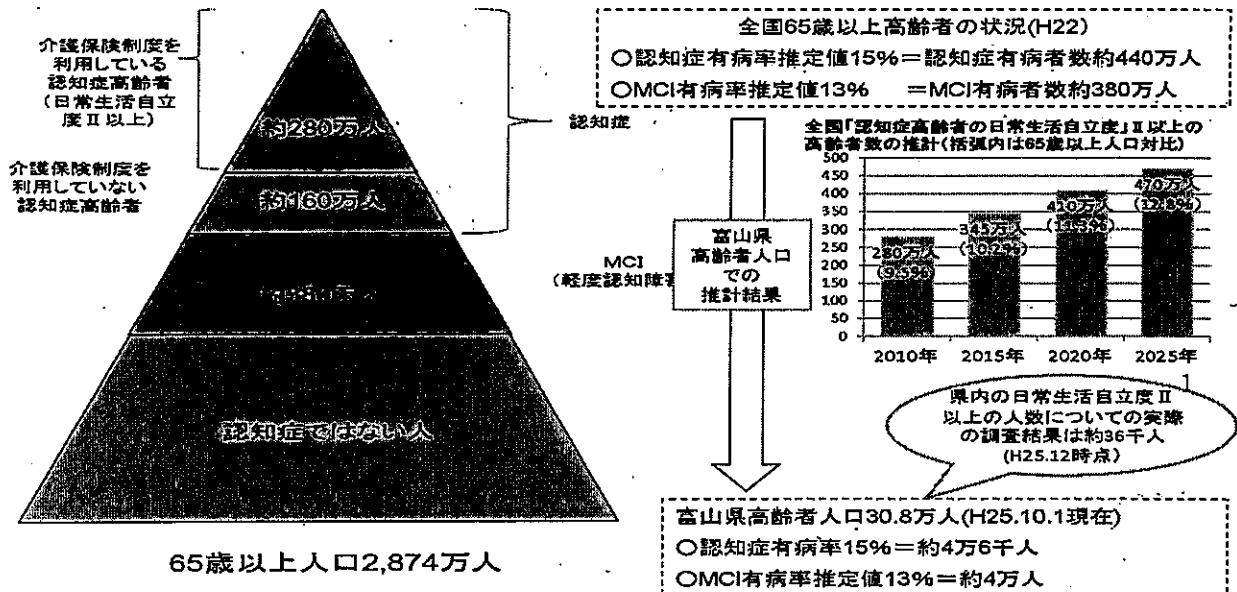 介護保険制度を
利用している
認知症高齢者
(日常生活自立
度Ⅱ以上)
約280万人
認知症
介護保険制度を
利用していない
認知症高齢者
約160万人
MCI
(軽度認知障害
認知症ではない人
65歳以上人口2,874万人
全国65歳以上高齢者の状況(H22)
○認知症有病率推定値15%=認知症有病者数約440万人
○MCI有病率推定値13% =MCI有病者数約380万人
富山県
高齢者人口
での
推計結果
全国「認知症高齢者の日常生活自立度」Ⅱ以上の
高齢者数の推計(括弧内は65歳以上人口対比)
500
450
400
350
300
250
200
150
100
50
0
280万人
(9.5%)
345万人
(10.2%)
410万人
(11.3%)
470万人
(12.8%)
2010年 2015年 2020年 2025年
1
県内の日常生活自立度Ⅱ
以上の人数についての実際
の調査結果は約36千人
(H25.12時点)
富山県高齢者人口30.8万人(H25.10.1現在)
○認知症有病率15%=約4万6千人
○MCI有病率推定値13%=約4万人